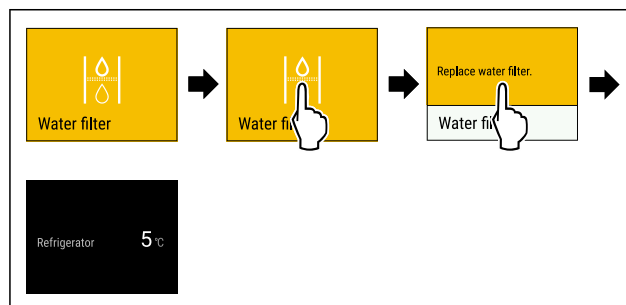 Water filter
Water fi
Replace water filter.
Water fi
Refrigerator 5 °C